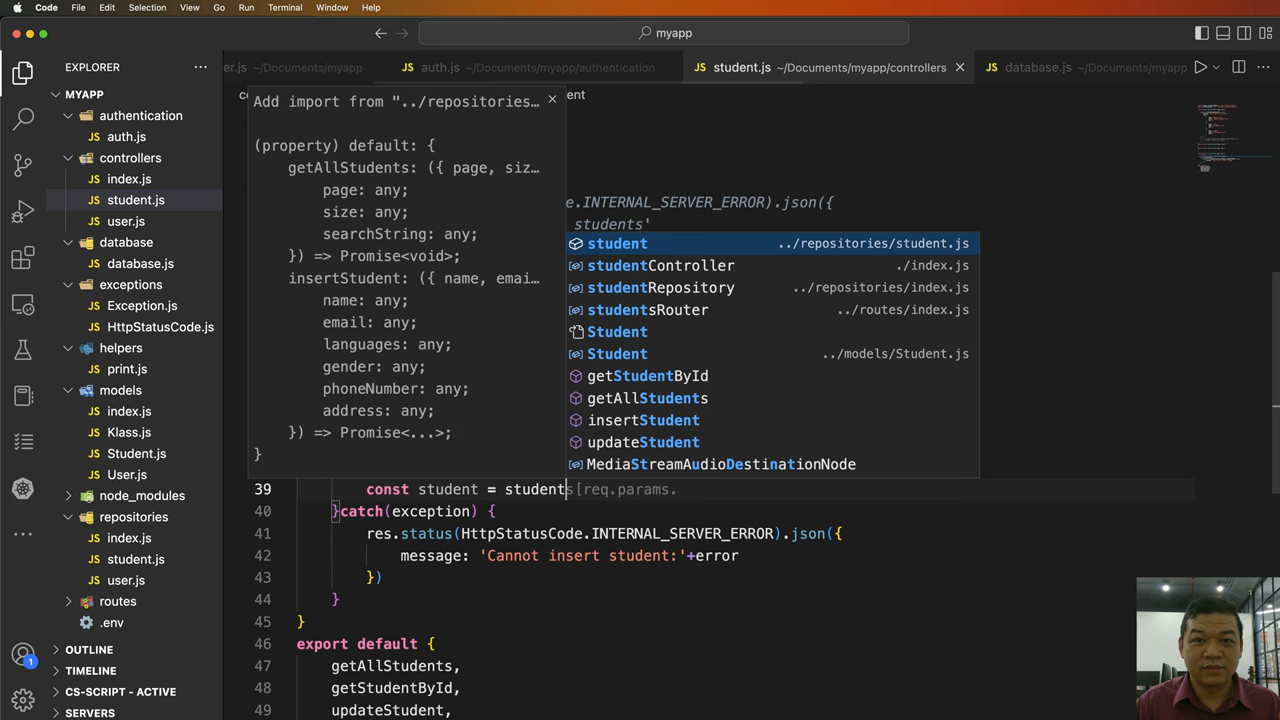 Code File Edit Selection View Go Run Terminal Window Help
myapp
EXPLORER
er.js ~/Documents/myapp
auth.js ~/Documents/myapp/authentication
student.js ~/Documents/myapp/controllers
database.js ~/Documents/myapp
MYAPP
authentication
auth.js
controllers
index.js
student.js
user.js
database
database.js
exceptions
Exception.js
HttpStatusCode.js
helpers
print.js
models
index.js
Klass.js
Student.js
User.js
node_modules
repositories
index.js
student.js
user.js
routes
.env
OUTLINE
TIMELINE
CS-SCRIPT - ACTIVE
SERVERS
1
co
ent
Add import from "../repositories…
(property) default: {
getAllStudents: ({ page, siz…
page: any;
size: any;
searchString: any;
}) => Promise<void>;
insertStudent: ({ name, emai…
name: any;
email: any;
languages: any;
gender: any;
phoneNumber: any;
address: any;
}) => Promise<...>;
}
e.INTERNAL_SERVER_ERROR).json({
students'
student ../repositories/student.js
studentController ./index.js
studentRepository ../repositories/index.js
studentsRouter ../routes/index.js
Student
Student ../models/Student.js
getStudentById
getAllStudents
insertStudent
updateStudent
MediaStreamAudioDestinationNode
39 const student = students[req.params.
40 }catch(exception) {
41 res.status(HttpStatusCode.INTERNAL_SERVER_ERROR).json({
42 message: 'Cannot insert student:'+error
43 })
44 }
45 }
46 export default {
47 getAllStudents,
48 getStudentById,
49 updateStudent,